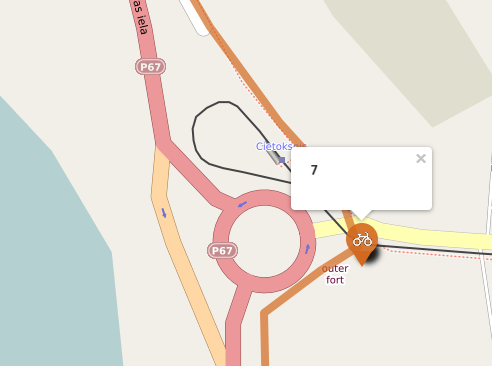 as iela
P67
Cietoks
7
×
P67
outer
fort